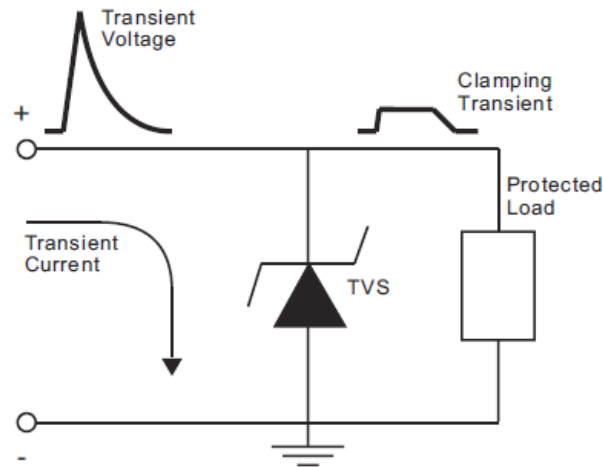 Transient
Voltage
Clamping
Transient
+
Protected
Load
Transient
Current
TVS
-